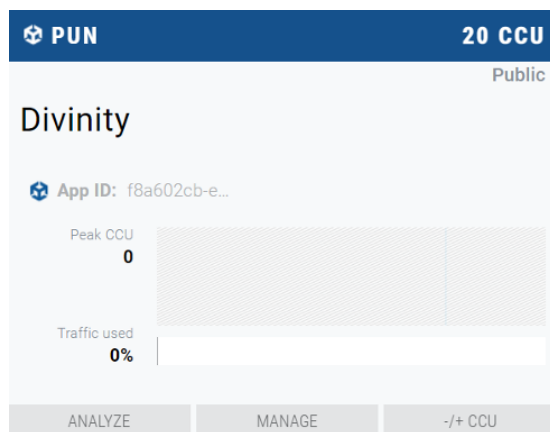 PUN 20 CCU
Public
Divinity
App ID: f8a602cb-e...
Peak CCU
0
Traffic used
0%
ANALYZE MANAGE -/+ CCU